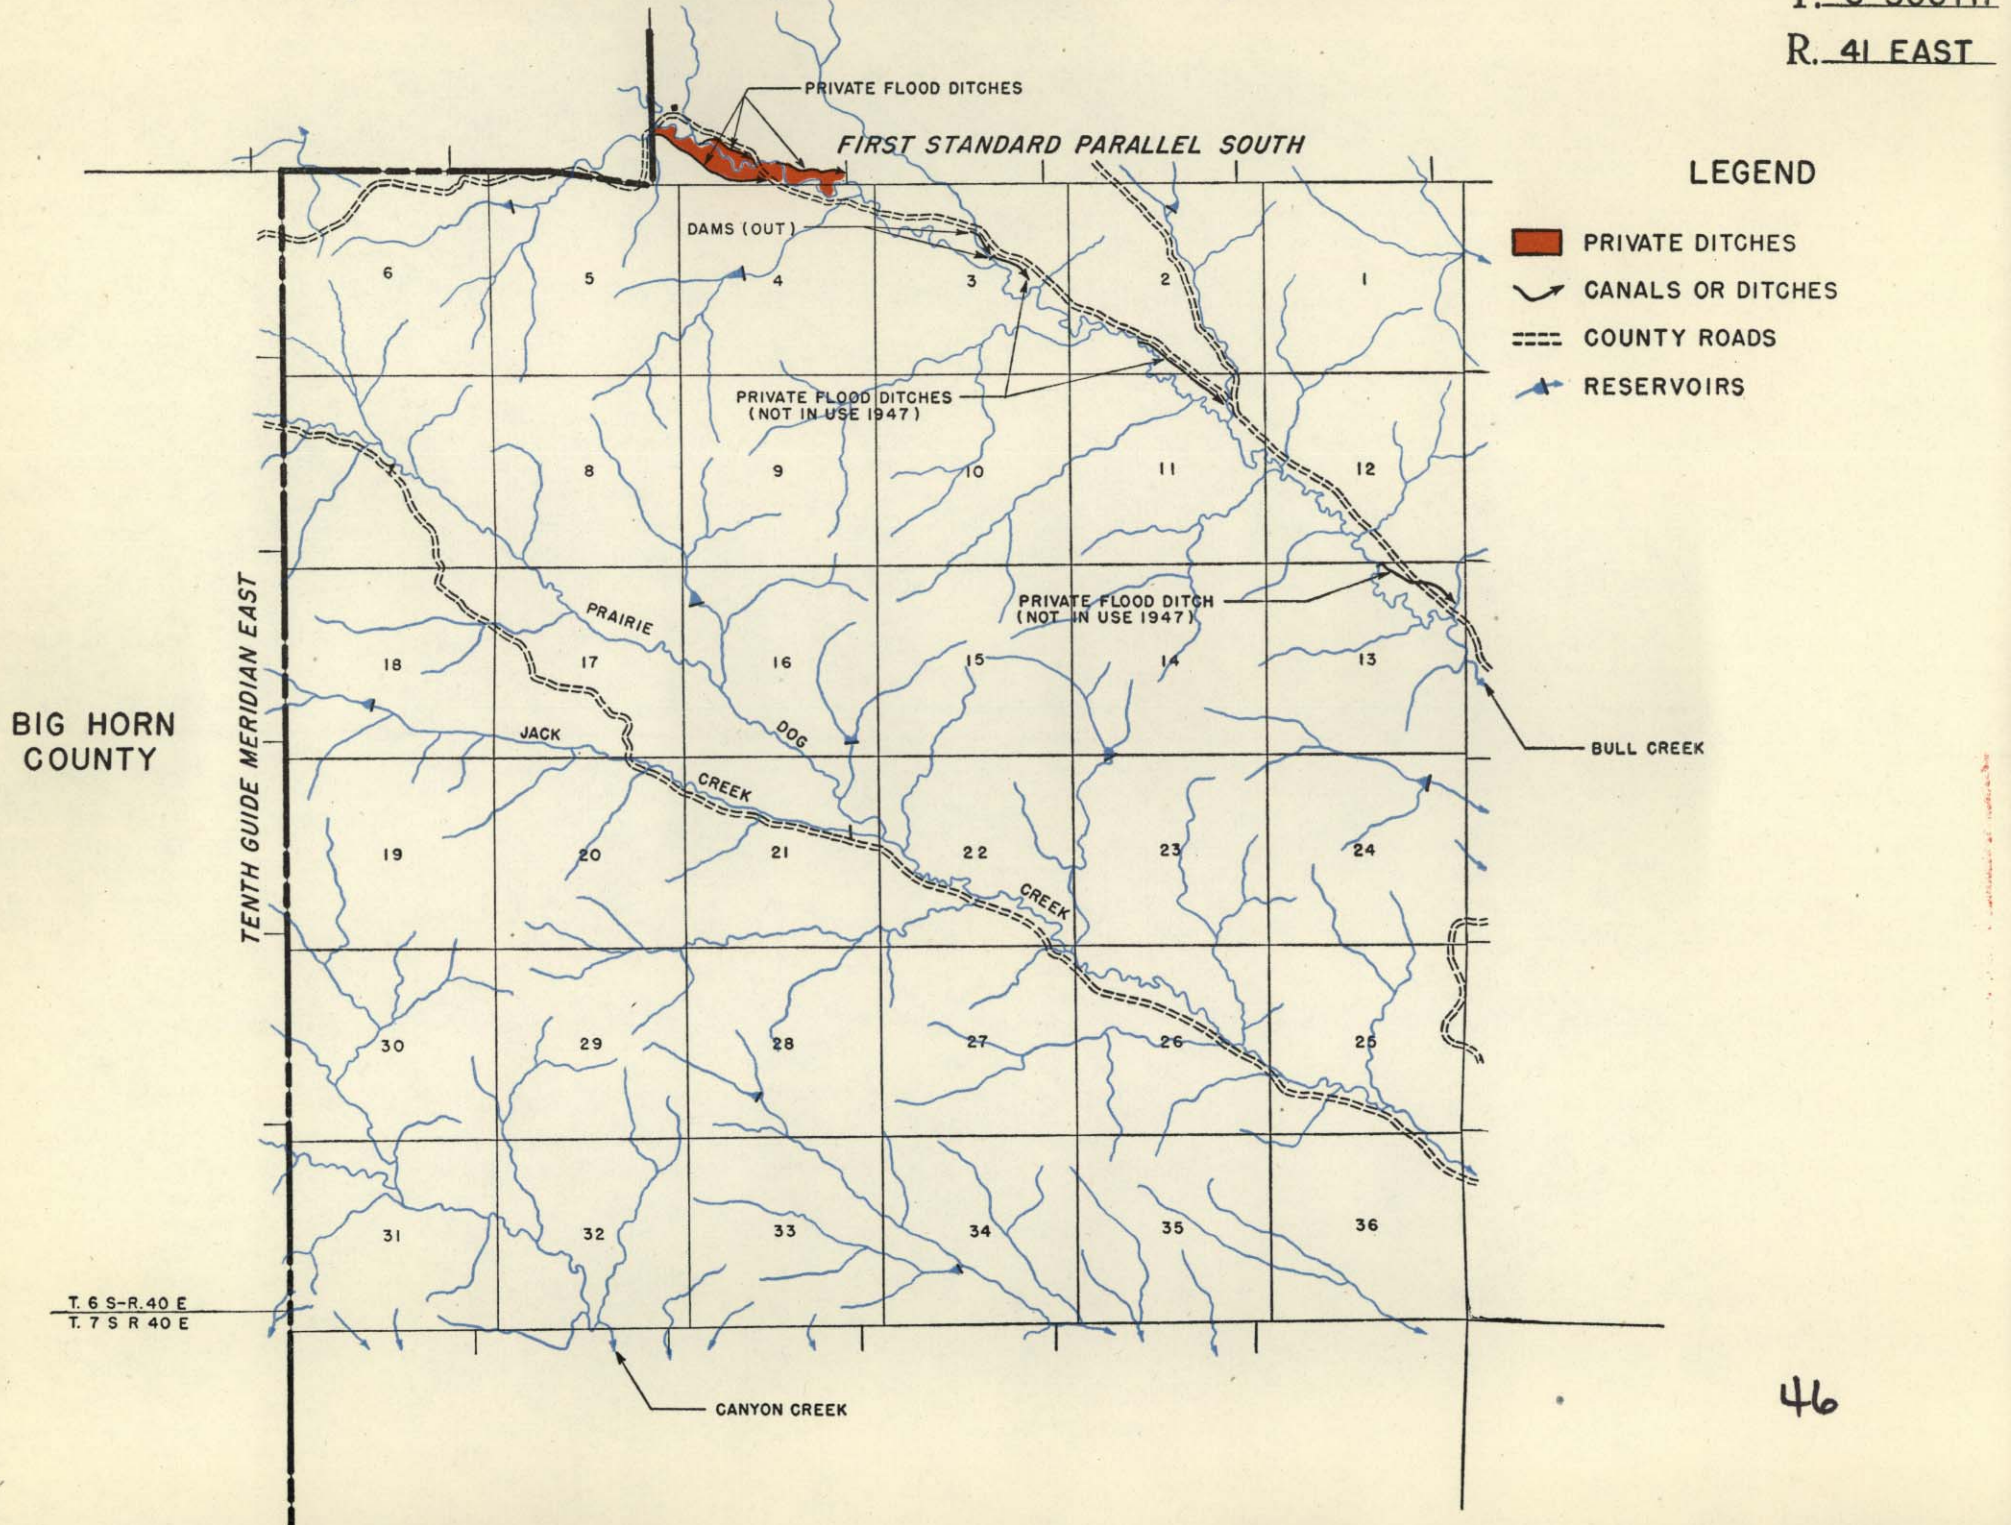 R. 41 EAST
PRIVATE FLOOD DITCHES
FIRST STANDARD PARALLEL SOUTH
LEGEND
PRIVATE DITCHES
CANALS OR DITCHES
COUNTY ROADS
RESERVOIRS
DAMS (OUT)
6
5
4
3
2
1
PRIVATE FLOOD DITCHES
(NOT IN USE 1947)
8
9
10
11
12
PRIVATE FLOOD DITCH
(NOT IN USE 1947)
PRAIRIE
18
17
16
15
14
13
TENTH GUIDE MERIDIAN EAST
BIG HORN
COUNTY
JACK
DOG
CREEK
BULL CREEK
19
20
21
22
23
24
CREEK
30
29
28
27
26
25
31
32
33
34
35
36
T. 6 S-R. 40 E
T. 7 S R 40 E
CANYON CREEK
46